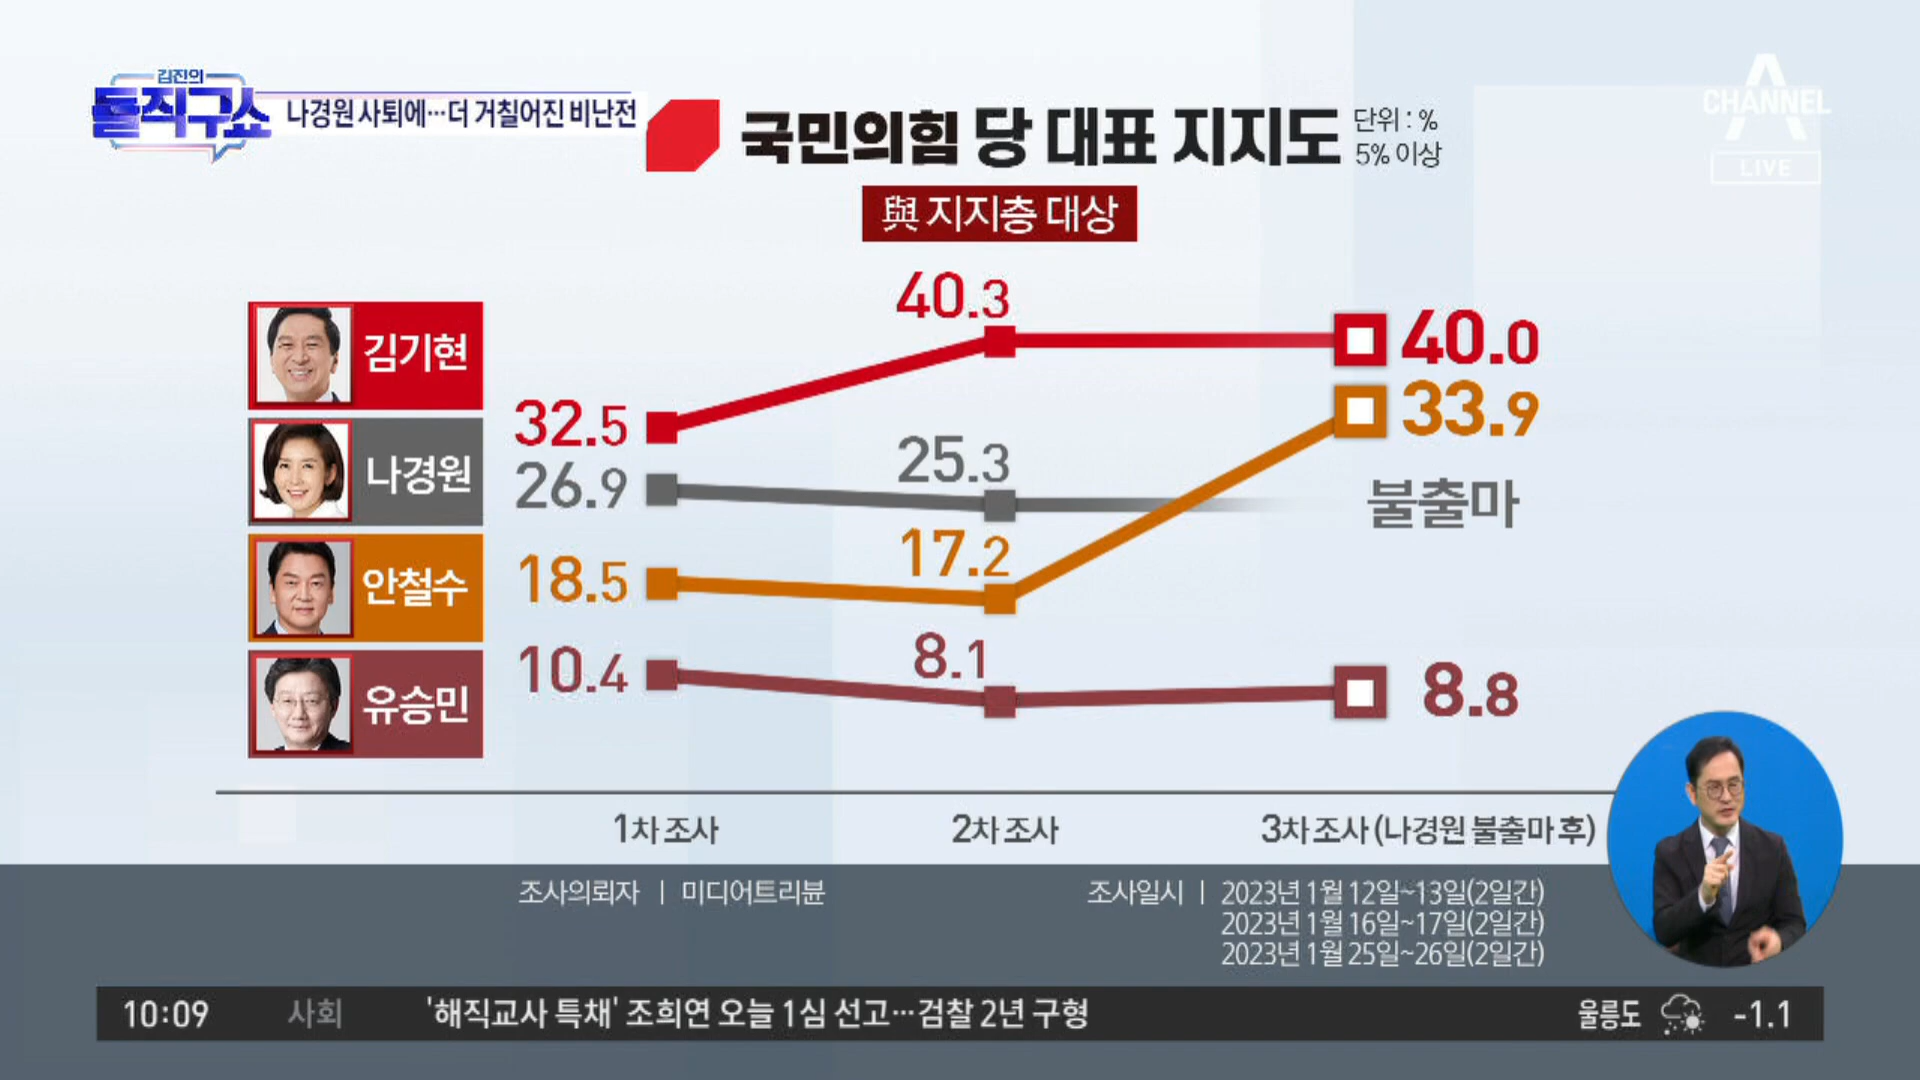 김진의
돌직구쇼
나경원 사퇴에…더 거칠어진 비난전
국민의힘 당 대표 지지도
단위 : %
5% 이상
CHANNEL A
LIVE
與 지지층 대상
김기현
32.5
40.3
40.0
나경원
26.9
25.3
불출마
안철수
18.5
17.2
33.9
유승민
10.4
8.1
8.8
1차 조사
2차 조사
3차 조사 (나경원 불출마 후)
조사의뢰자 | 미디어트리뷴
조사일시 | 2023년 1월 12일~13일(2일간)
2023년 1월 16일~17일(2일간)
2023년 1월 25일~26일(2일간)
10:09 사회 '해직교사 특채' 조희연 오늘 1심 선고…검찰 2년 구형
울릉도 -1.1